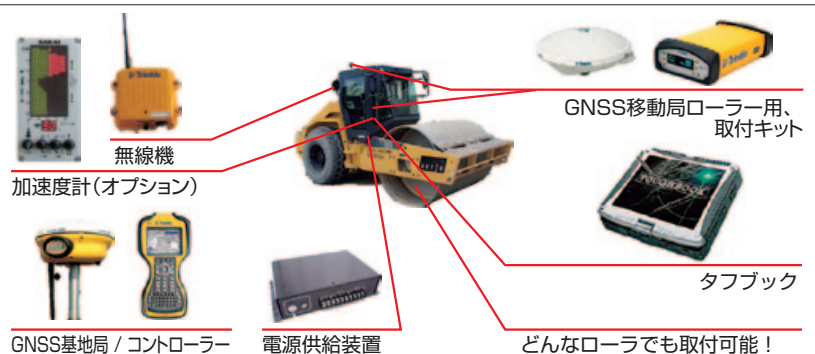 Trimble
Trimble
GNSS移動局ローラー用、
取付キット
無線機
加速度計（オプション）
TOUGHBOOK
タフブック
GNSS基地局 / コントローラー
電源供給装置
どんなローラでも取付可能！